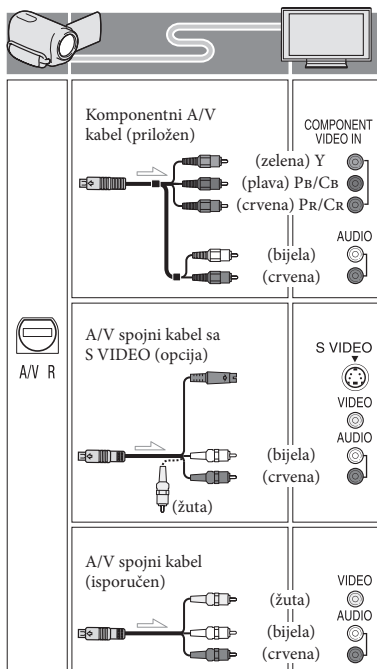 Komponentni A/V
kabel (priložen)
COMPONENT
VIDEO IN
(zelena) Y
(plava) PB/CB
(crvena) PR/CR
AUDIO
(bijela)
(crvena)
A/V R
A/V spojni kabel sa
S VIDEO (opcija)
S VIDEO
VIDEO
AUDIO
(bijela)
(crvena)
(žuta)
A/V spojni kabel
(isporučen)
VIDEO
(žuta)
AUDIO
(bijela)
(crvena)